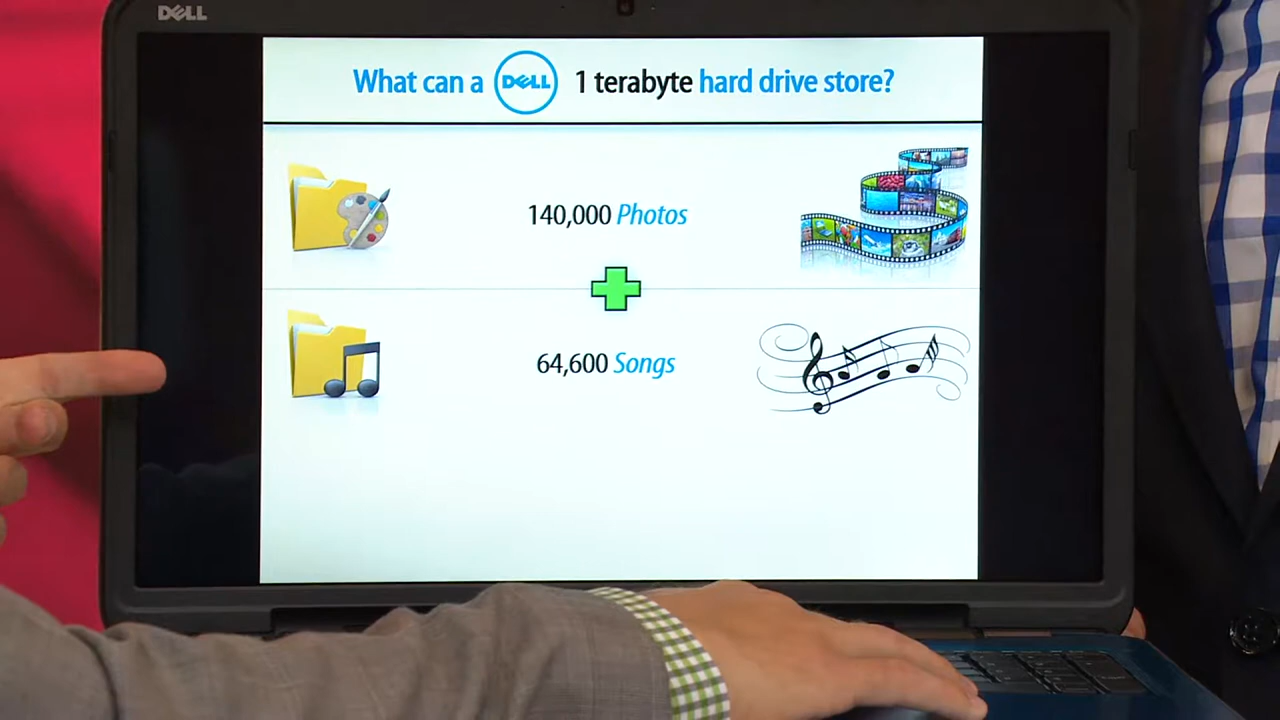 DELL
What can a DELL 1 terabyte hard drive store?
140,000 Photos
64,600 Songs